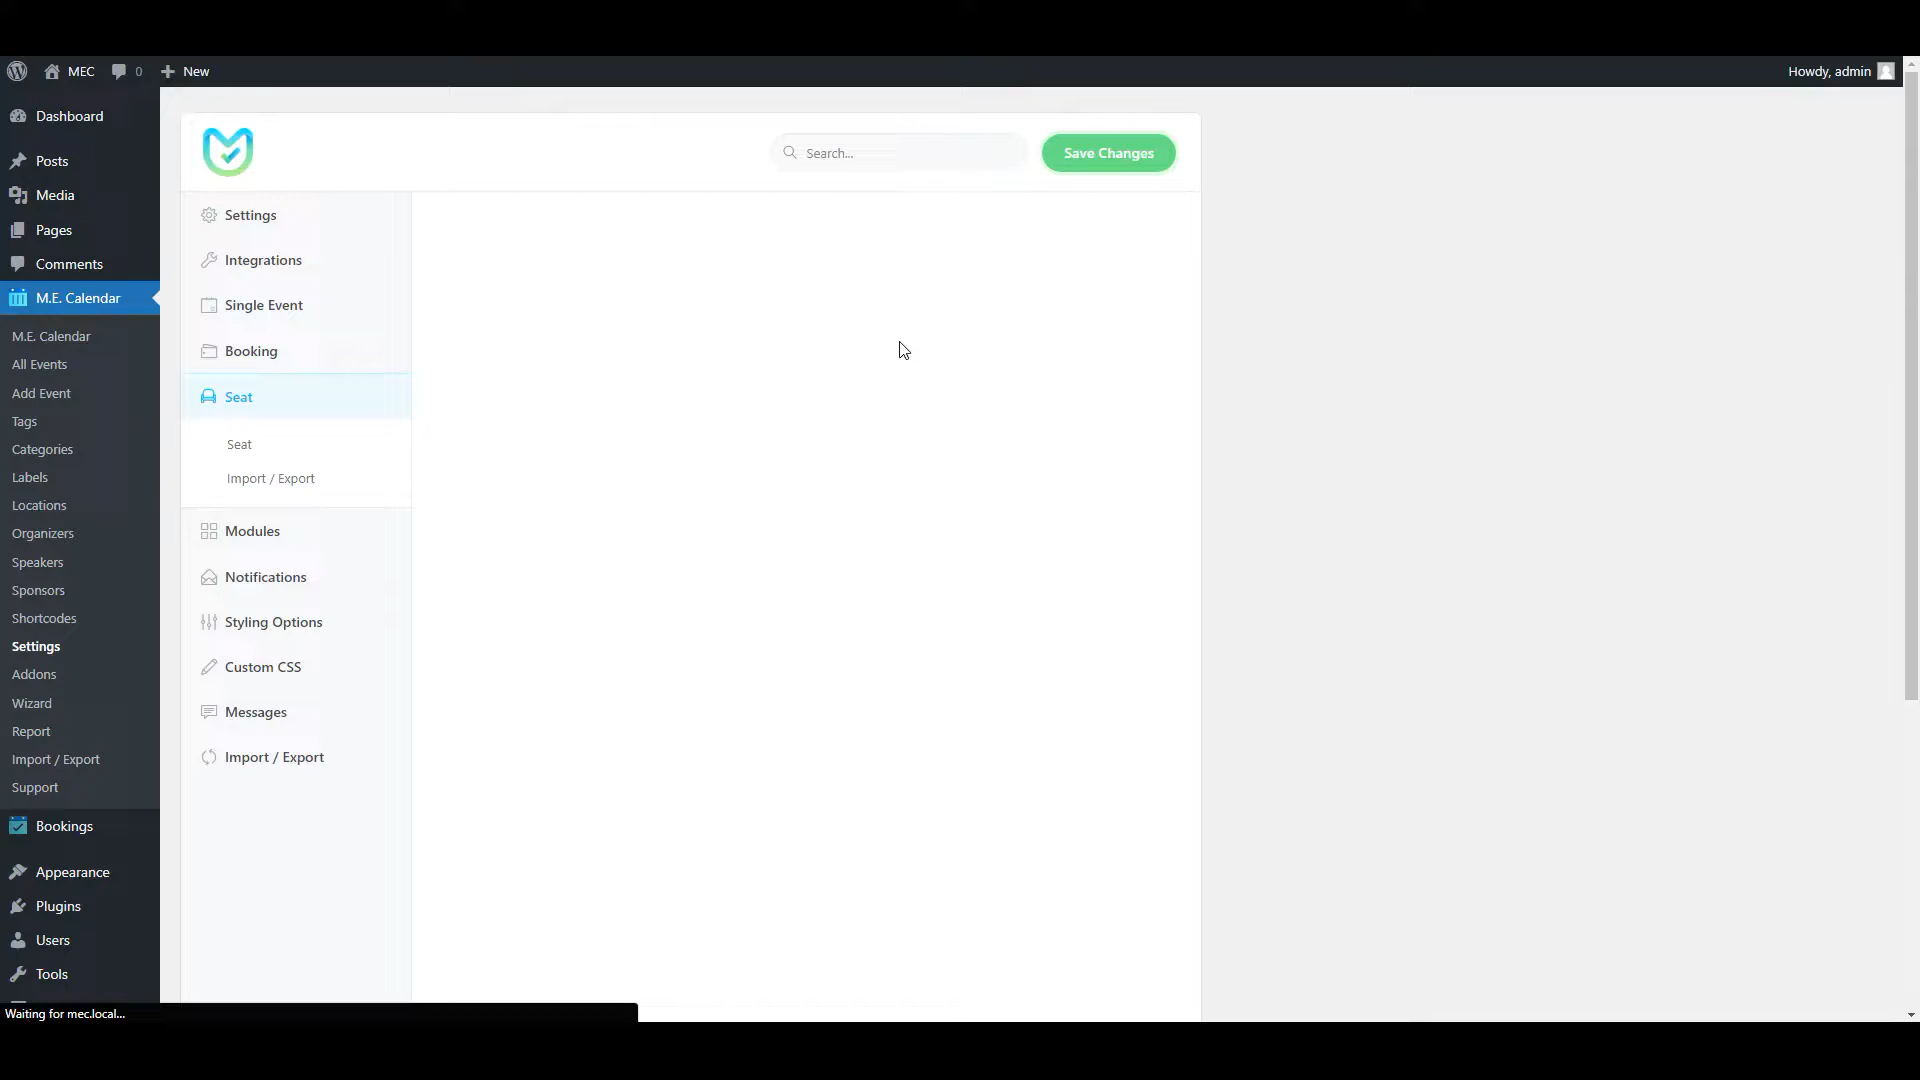 MEC
0
New
Howdy, admin
Dashboard
Posts
Media
Pages
Comments
M.E. Calendar
M.E. Calendar
All Events
Add Event
Tags
Categories
Labels
Locations
Organizers
Speakers
Sponsors
Shortcodes
Settings
Addons
Wizard
Report
Import / Export
Support
Bookings
Appearance
Plugins
Users
Tools
Search...
Save Changes
Settings
Integrations
Single Event
Booking
Seat
Seat
Import / Export
Modules
Notifications
Styling Options
Custom CSS
Messages
Import / Export
Waiting for mec.local...